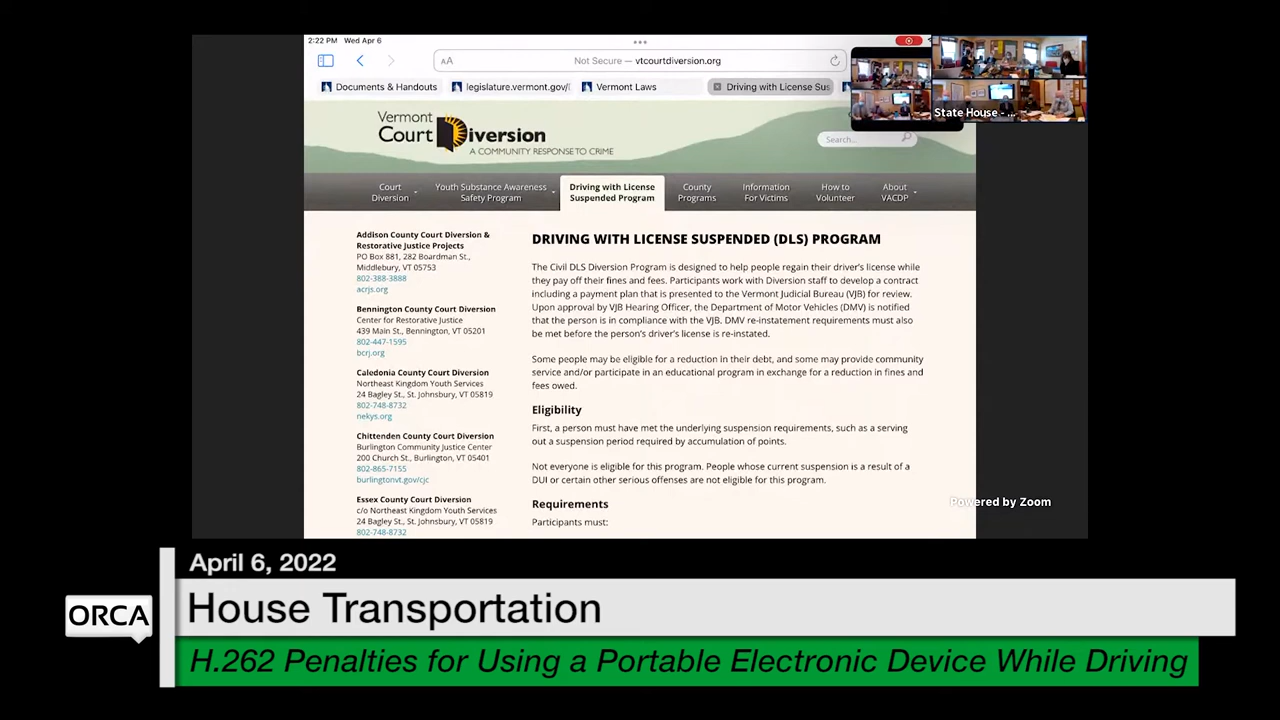 2:22 PM Wed Apr 6
AA
Not Secure — vtcourtdiversion.org
Documents & Handouts
legislature.vermont.gov/
Vermont Laws
Driving with License Sus
State House - ...
Vermont
Court Diversion
A COMMUNITY RESPONSE TO CRIME
Search...
Court
Diversion
Youth Substance Awareness
Safety Program
Driving with License
Suspended Program
County
Programs
Information
For Victims
How to
Volunteer
About
VACDP
Addison County Court Diversion &
Restorative Justice Projects
PO Box 881, 282 Boardman St.,
Middlebury, VT 05753
802-388-3888
acrjs.org
Bennington County Court Diversion
Center for Restorative Justice
439 Main St., Bennington, VT 05201
802-447-1595
bcrj.org
Caledonia County Court Diversion
Northeast Kingdom Youth Services
24 Bagley St., St. Johnsbury, VT 05819
802-748-8732
nekys.org
Chittenden County Court Diversion
Burlington Community Justice Center
200 Church St., Burlington, VT 05401
802-865-7155
burlingtonvt.gov/cjc
Essex County Court Diversion
c/o Northeast Kingdom Youth Services
24 Bagley St., St. Johnsbury, VT 05819
802-748-8732
DRIVING WITH LICENSE SUSPENDED (DLS) PROGRAM
The Civil DLS Diversion Program is designed to help people regain their driver's license while
they pay off their fines and fees. Participants work with Diversion staff to develop a contract
including a payment plan that is presented to the Vermont Judicial Bureau (VJB) for review.
Upon approval by VJB Hearing Officer, the Department of Motor Vehicles (DMV) is notified
that the person is in compliance with the VJB. DMV re-instatement requirements must also
be met before the person's driver's license is re-instated.
Some people may be eligible for a reduction in their debt, and some may provide community
service and/or participate in an educational program in exchange for a reduction in fines and
fees owed.
Eligibility
First, a person must have met the underlying suspension requirements, such as a serving
out a suspension period required by accumulation of points.
Not everyone is eligible for this program. People whose current suspension is a result of a
DUI or certain other serious offenses are not eligible for this program.
Requirements
Participants must:
Powered by Zoom
April 6, 2022
ORCA
House Transportation
H.262 Penalties for Using a Portable Electronic Device While Driving